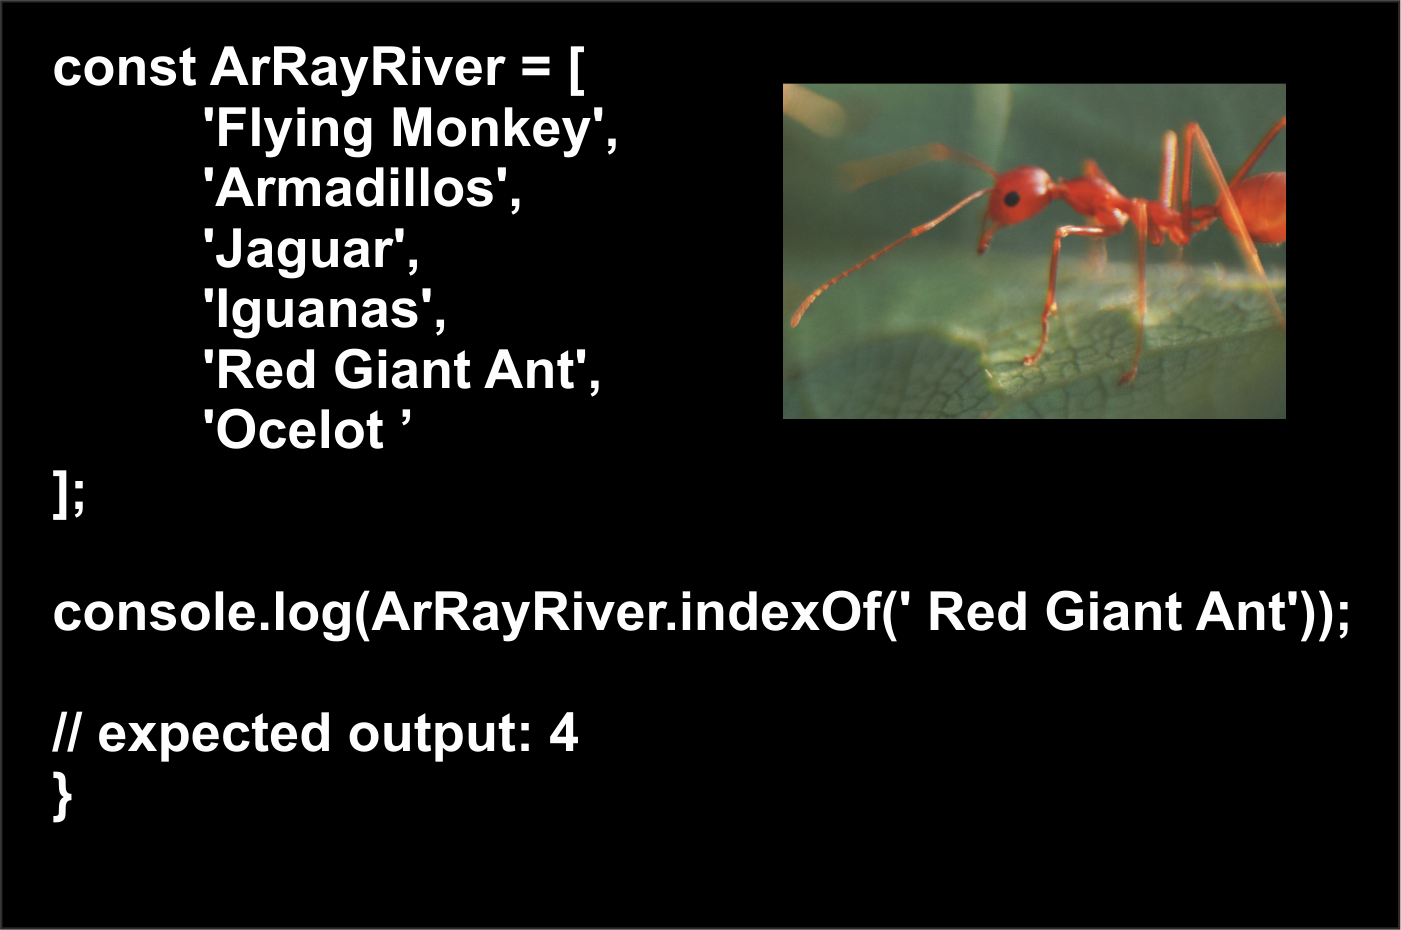 const ArRayRiver = [
'Flying Monkey',
'Armadillos',
'Jaguar',
'Iguanas',
'Red Giant Ant',
'Ocelot ’
];
console.log(ArRayRiver.indexOf(' Red Giant Ant'));
// expected output: 4
}